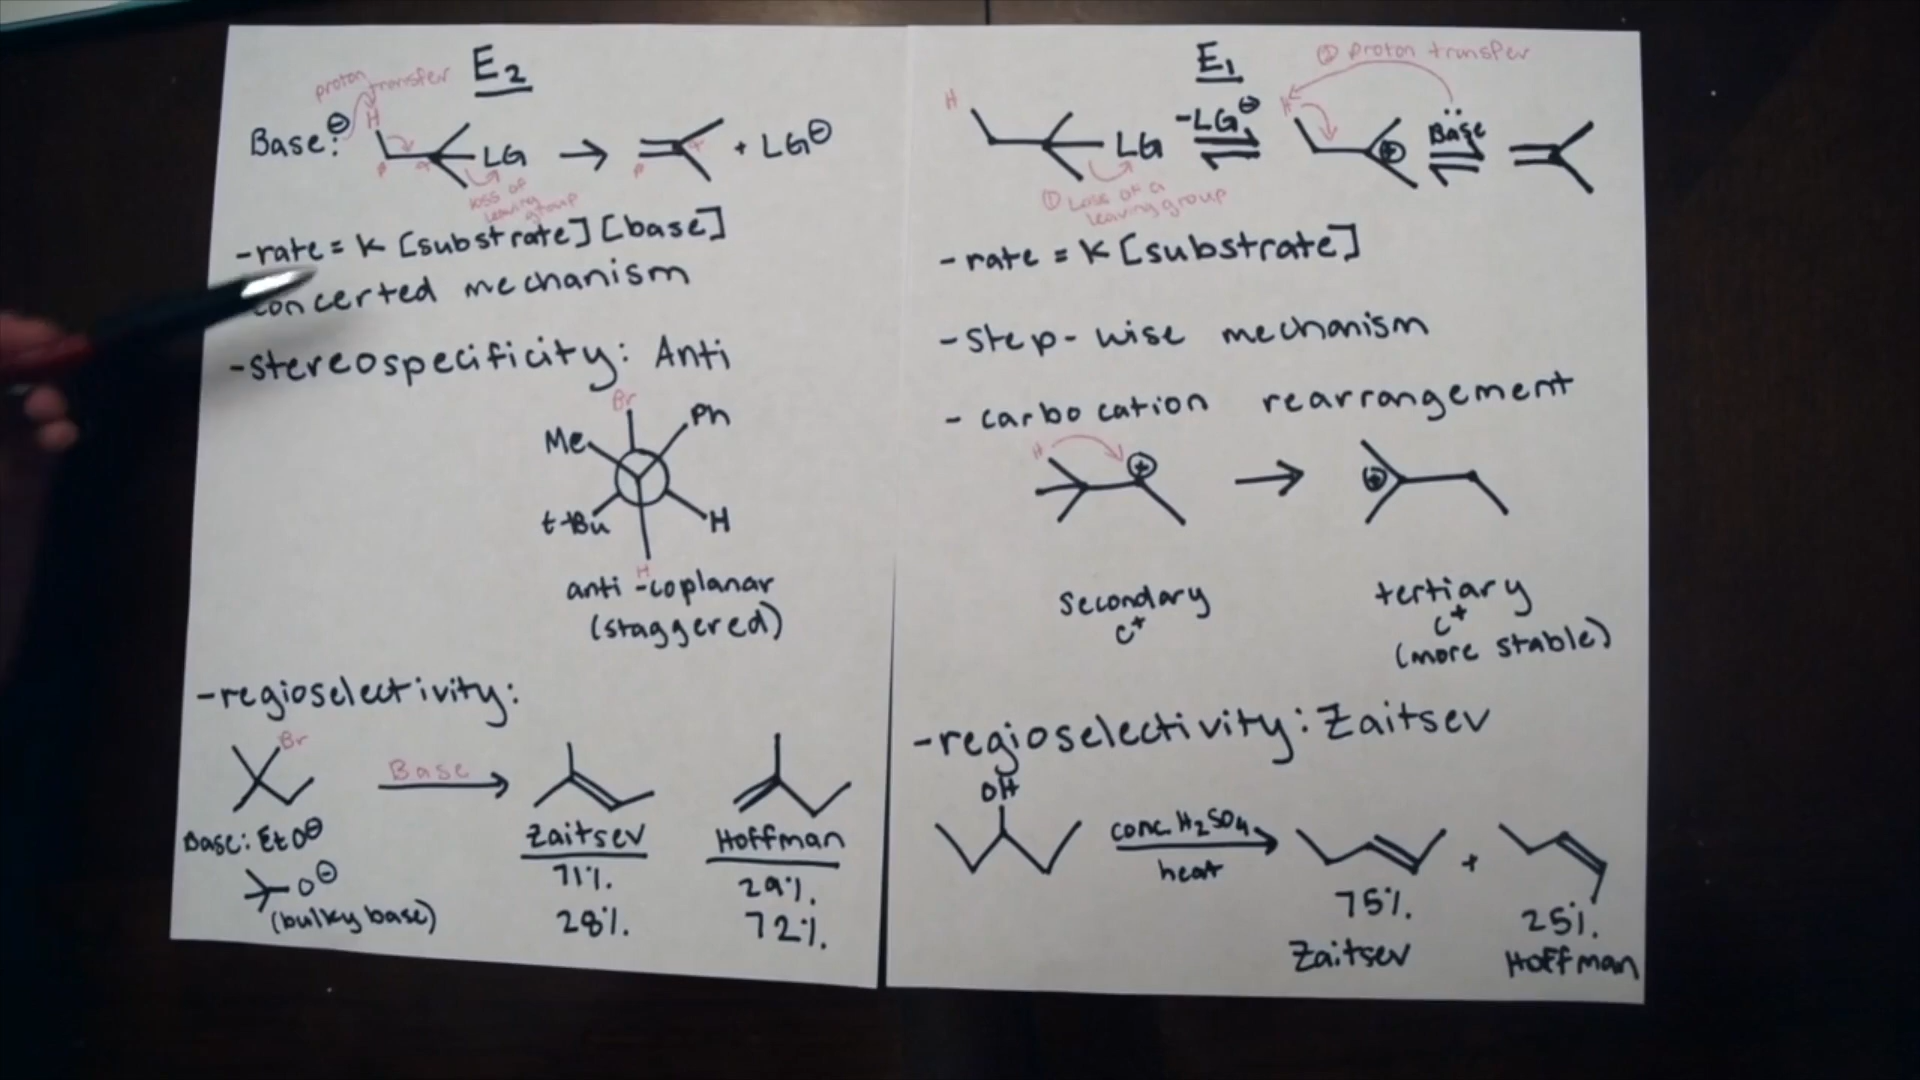 E2
proton transfer
H
Base:⊖
LG → + LG⊖
β α β α
loss of
leaving group
-rate = k [substrate] [base]
concerted mechanism
-stereospecificity: Anti
Br
Me Ph
t-Bu H
H
anti-coplanar
(staggered)
-regioselectivity:
Br
Base
Base: EtO⊖
O⊖
(bulky base)
Zaitsev Hoffman
71% 29%
28% 72%
E1
② proton transfer
H
LG
-LG⊖
H
⊕
Base
① Loss of a
leaving group
-rate = k [substrate]
-Step-wise mechanism
- carbocation rearrangement
H ⊕ → ⊕
Secondary tertiary
C+ C+
(more stable)
-regioselectivity: Zaitsev
OH
conc. H2SO4
heat
+
75% 25%
Zaitsev Hoffman